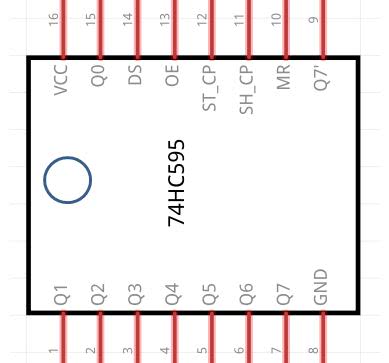 16 15 14 13 12 11 10 9
VCC Q0 DS OE ST_CP SH_CP MR Q7'
74HC595
Q1 Q2 Q3 Q4 Q5 Q6 Q7 GND
1 2 3 4 5 6 7 8